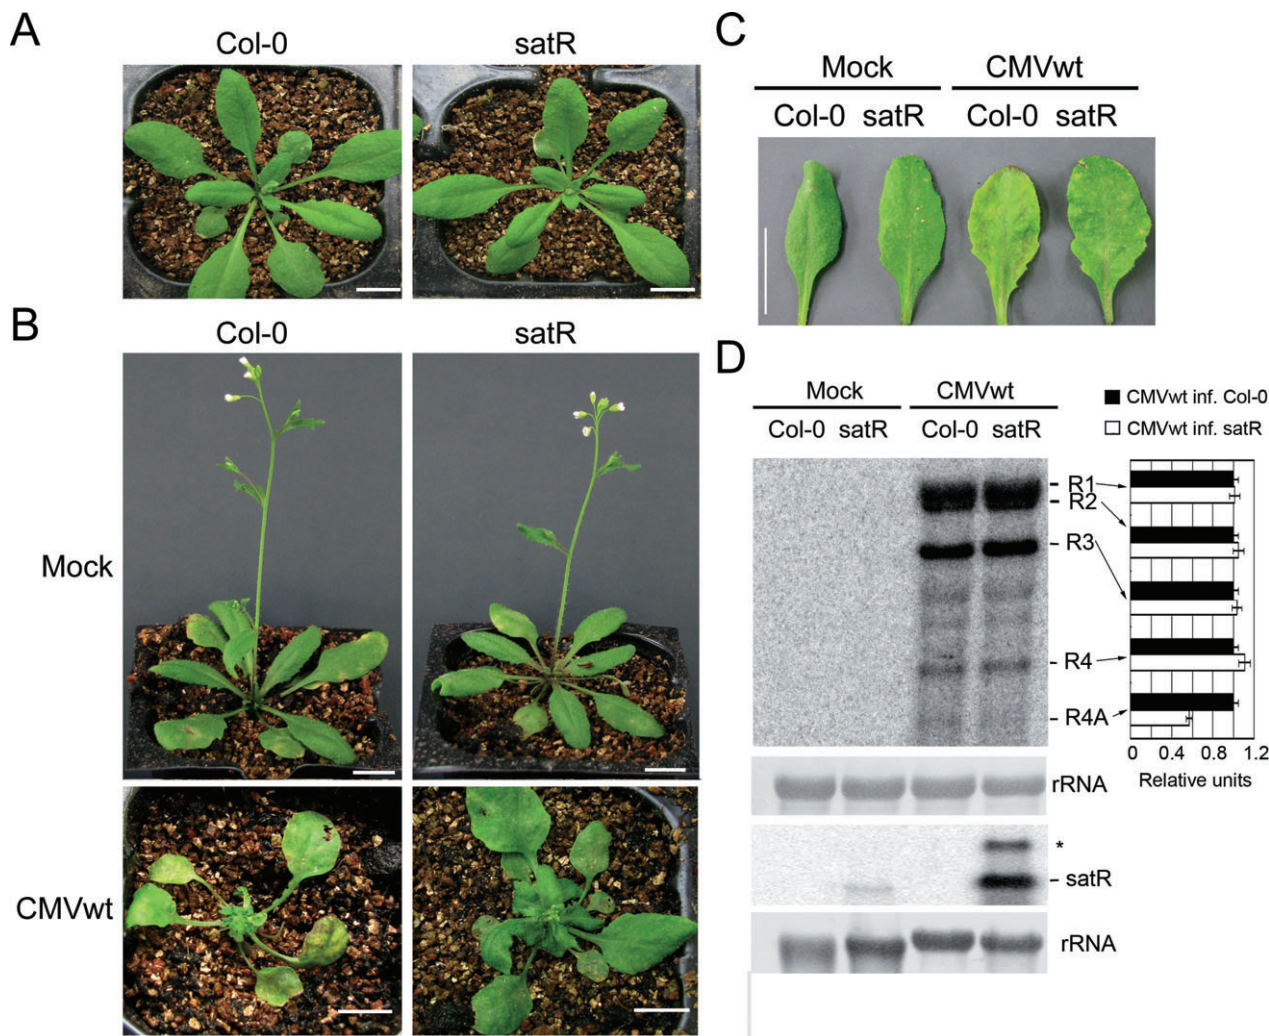 A
Col-0 satR
B
Col-0 satR
Mock
CMVwt
C
Mock CMVwt
Col-0 satR Col-0 satR
D
Mock CMVwt
Col-0 satR Col-0 satR
CMVwt inf. Col-0
CMVwt inf. satR
R1
R2
R3
R4
R4A
0 0.4 0.8 1.2
Relative units
rRNA
*
satR
rRNA